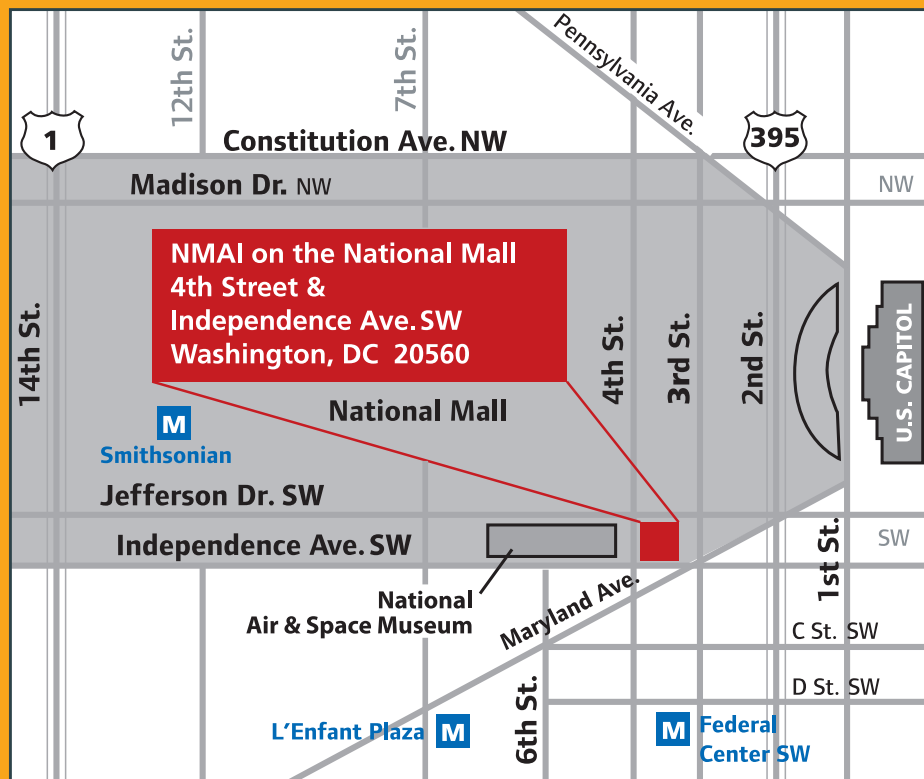 12th St.
7th St.
Pennsylvania Ave.
1
395
Constitution Ave. NW
Madison Dr. NW
NW
NMAI on the National Mall
4th Street &
Independence Ave. SW
Washington, DC  20560
14th St.
4th St.
3rd St.
2nd St.
U.S. CAPITOL
National Mall
M
Smithsonian
Jefferson Dr. SW
Independence Ave. SW
SW
1st St.
National
Air & Space Museum
Maryland Ave.
C St. SW
D St. SW
6th St.
L’Enfant Plaza
M
M
Federal
Center SW